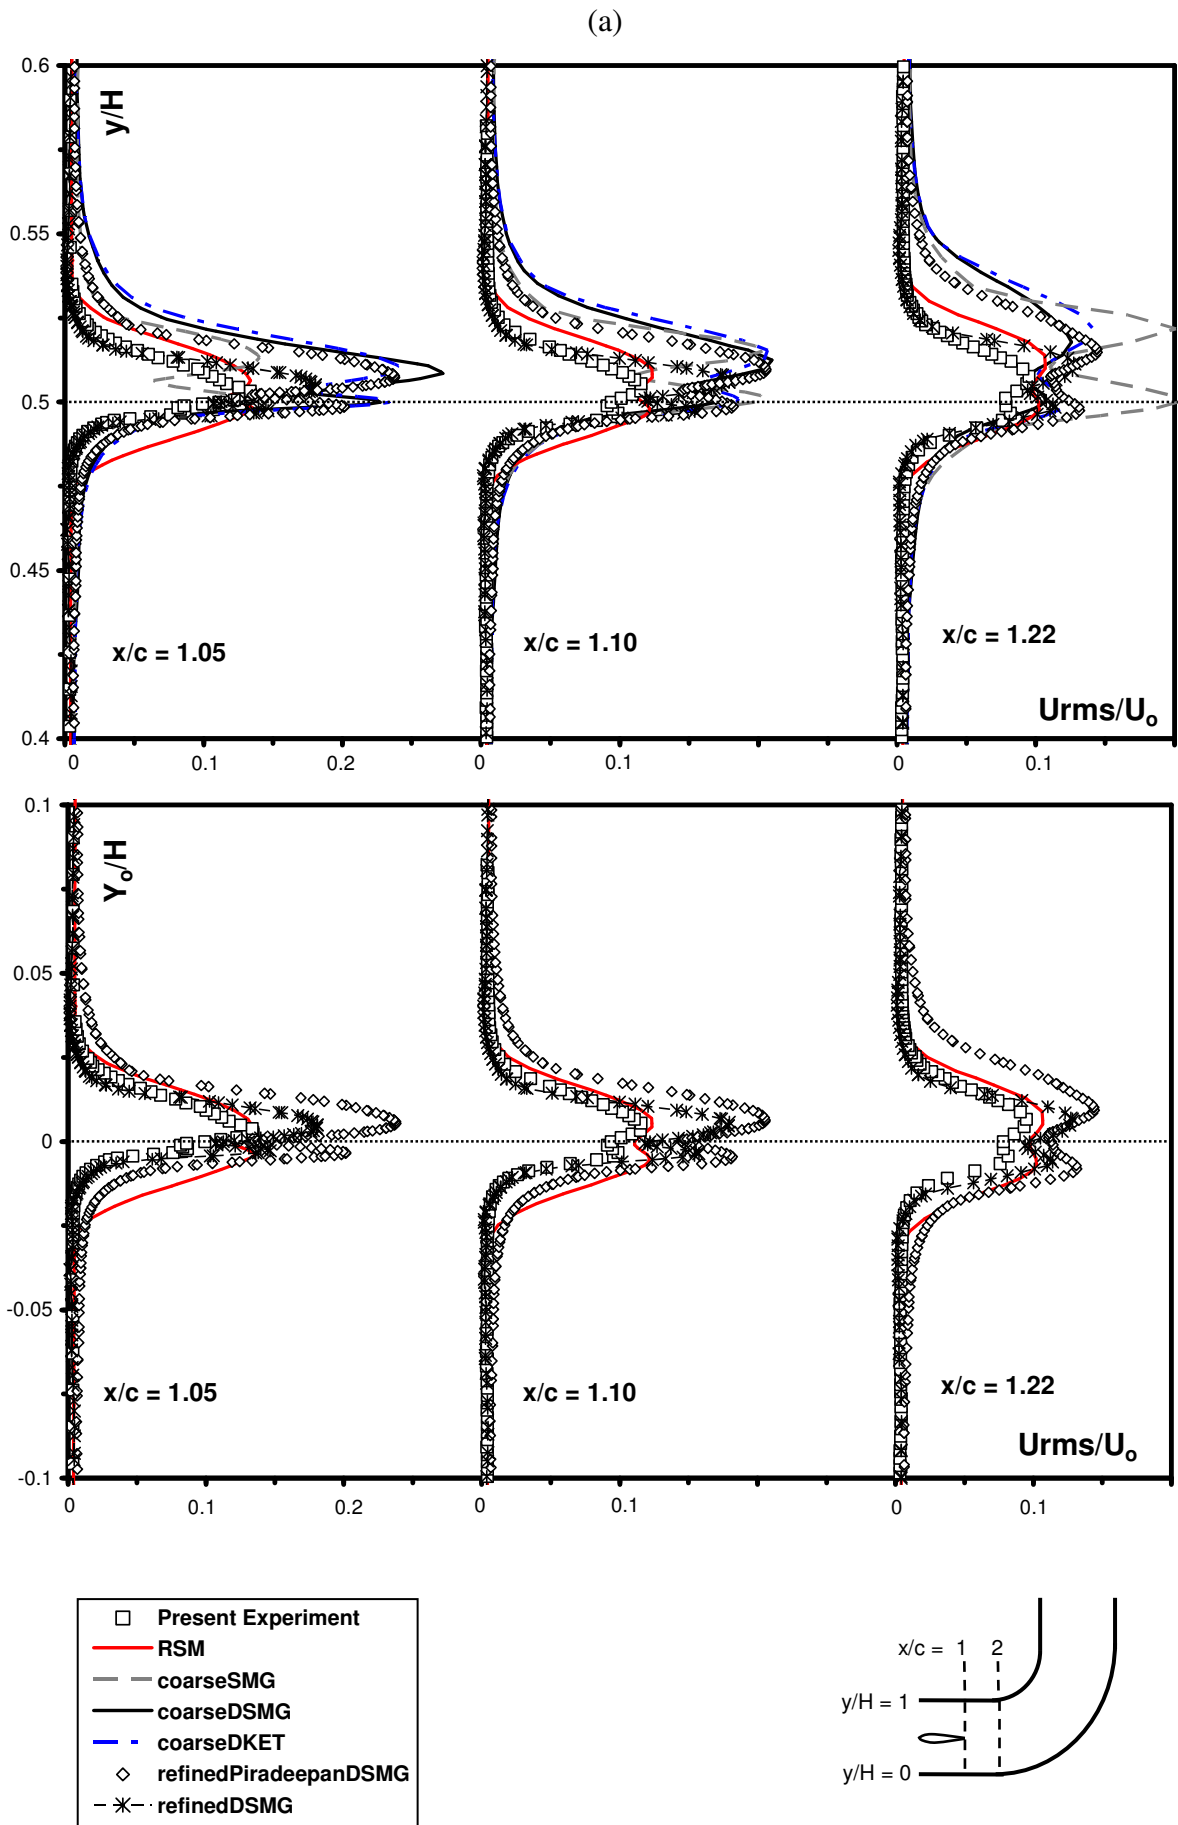 (a)
0.6
y/H
0.55
0.5
0.45
x/c = 1.05
x/c = 1.10
x/c = 1.22
Urms/Uo
0.4
0
0.1
0.2
0
0.1
0
0.1
0.1
Yo/H
0.05
0
-0.05
x/c = 1.05
x/c = 1.10
x/c = 1.22
Urms/Uo
-0.1
0
0.1
0.2
0
0.1
0
0.1
Present Experiment
RSM
coarseSMG
coarseDSMG
coarseDKET
refinedPiradeepanDSMG
refinedDSMG
x/c = 1 2
y/H = 1
y/H = 0